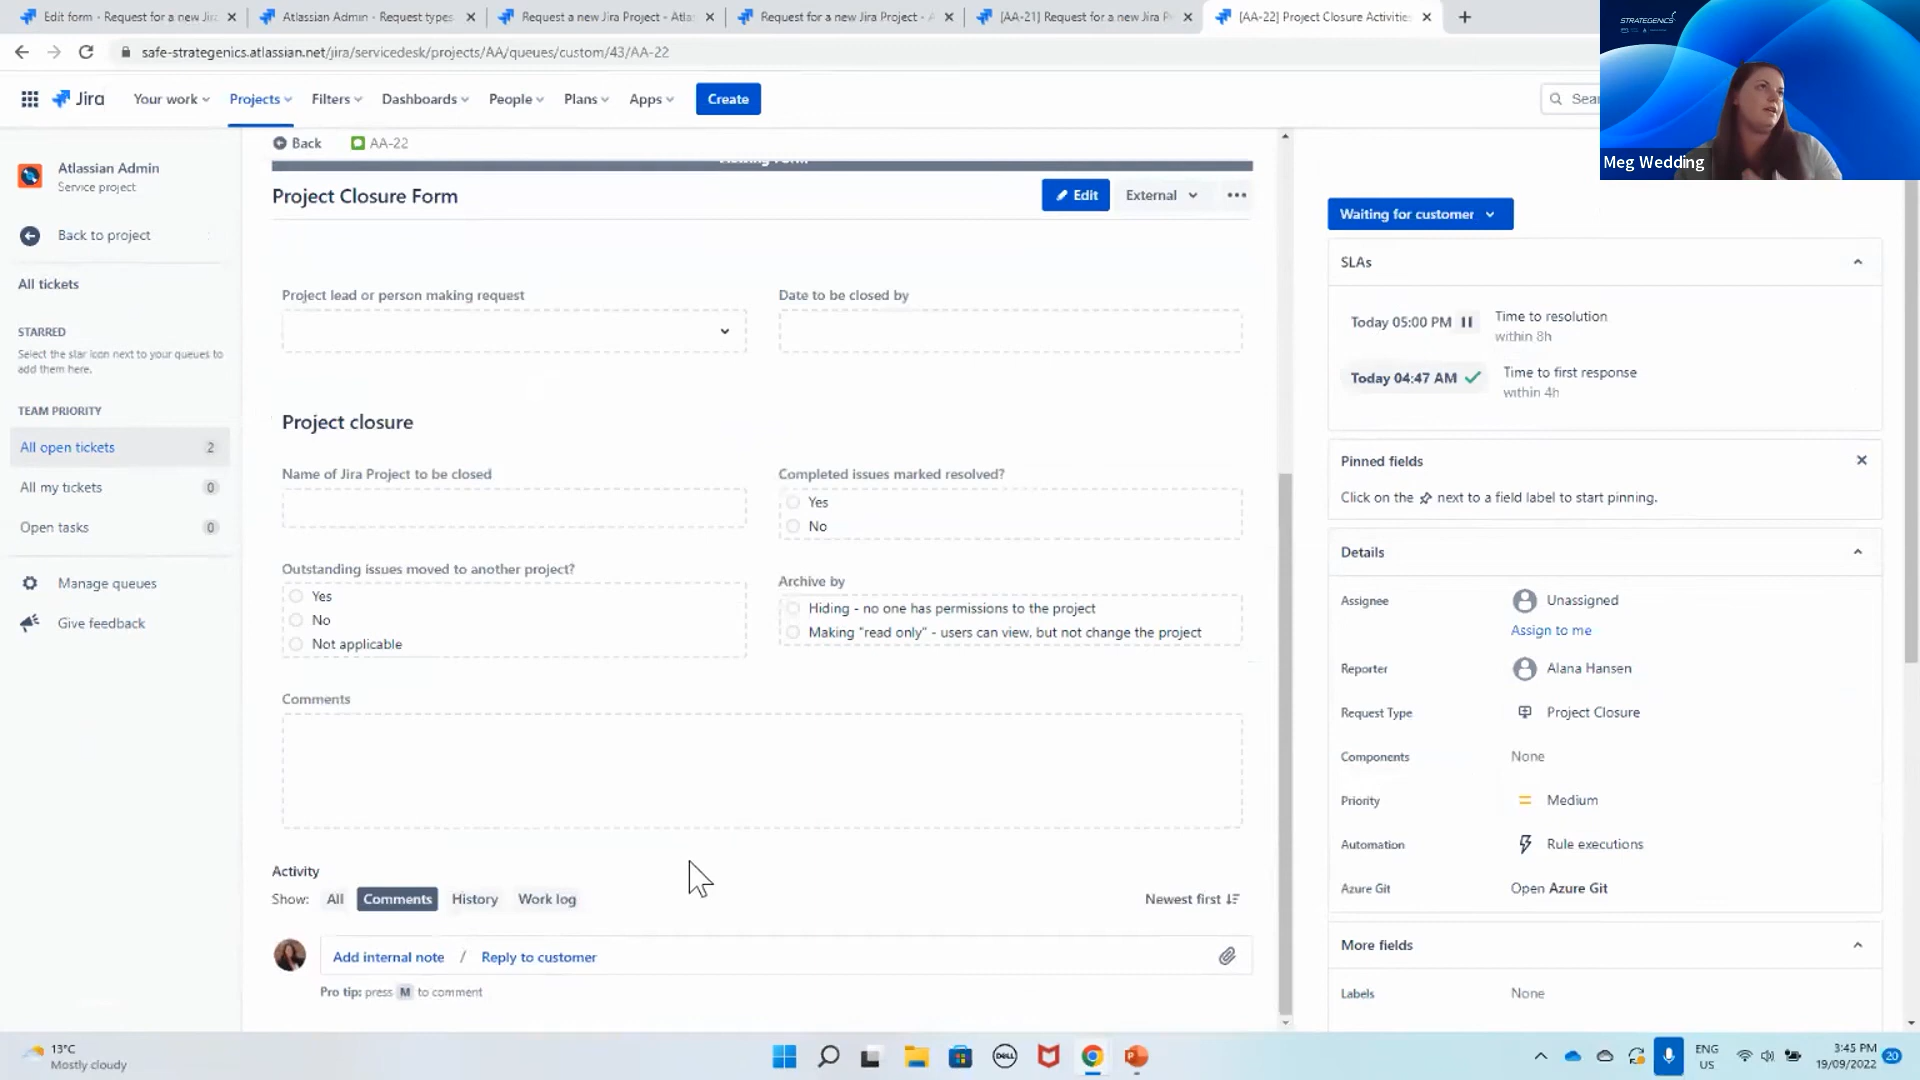 Edit form - Request for a new Jir
Atlassian Admin - Request types
Request a new Jira Project - Atla
Request for a new Jira Project - A
[AA-21] Request for a new Jira P
[AA-22] Project Closure Activitie
safe-strategenics.atlassian.net/jira/servicedesk/projects/AA/queues/custom/43/AA-22
STRATEGENICS
Meg Wedding
Jira
Your work
Projects
Filters
Dashboards
People
Plans
Apps
Create
Sear
Atlassian Admin
Service project
Back to project
All tickets
STARRED
Select the star icon next to your queues to
add them here.
TEAM PRIORITY
All open tickets 2
All my tickets 0
Open tasks 0
Manage queues
Give feedback
Back
AA-22
Project Closure Form
Edit
External
Project lead or person making request
Date to be closed by
Project closure
Name of Jira Project to be closed
Completed issues marked resolved?
Yes
No
Outstanding issues moved to another project?
Yes
No
Not applicable
Archive by
Hiding - no one has permissions to the project
Making "read only" - users can view, but not change the project
Comments
Activity
Show: All Comments History Work log
Newest first
Add internal note / Reply to customer
Pro tip: press M to comment
Waiting for customer
SLAs
Today 05:00 PM
Time to resolution
within 8h
Today 04:47 AM
Time to first response
within 4h
Pinned fields
Click on the next to a field label to start pinning.
Details
Assignee
Unassigned
Assign to me
Reporter
Alana Hansen
Request Type
Project Closure
Components
None
Priority
Medium
Automation
Rule executions
Azure Git
Open Azure Git
More fields
Labels
None
13°C
Mostly cloudy
DELL
ENG
US
3:45 PM
19/09/2022
20